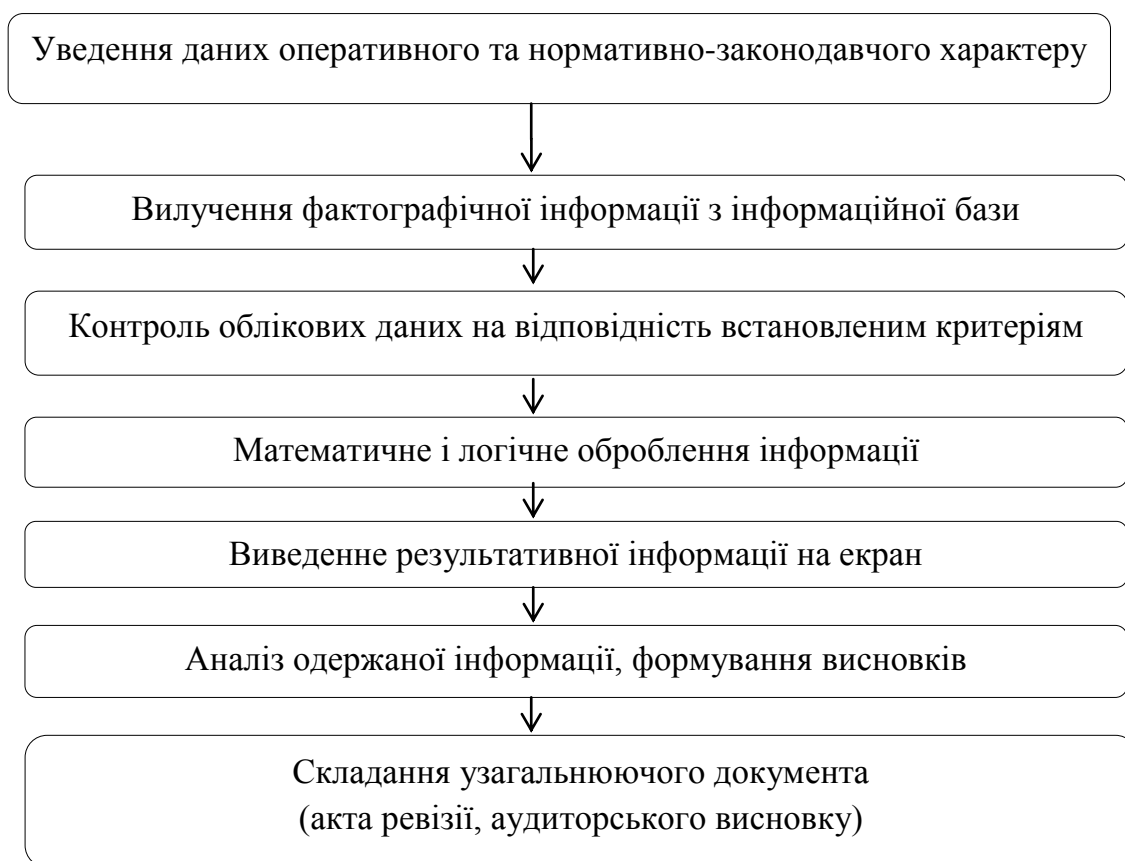 Уведення даних оперативного та нормативно-законодавчого характеру
Вилучення фактографічної інформації з інформаційної бази
Контроль облікових даних на відповідність встановленим критеріям
Математичне і логічне оброблення інформації
Виведенне результативної інформації на екран
Аналіз одержаної інформації, формування висновків
Складання узагальнюючого документа
(акта ревізії, аудиторського висновку)